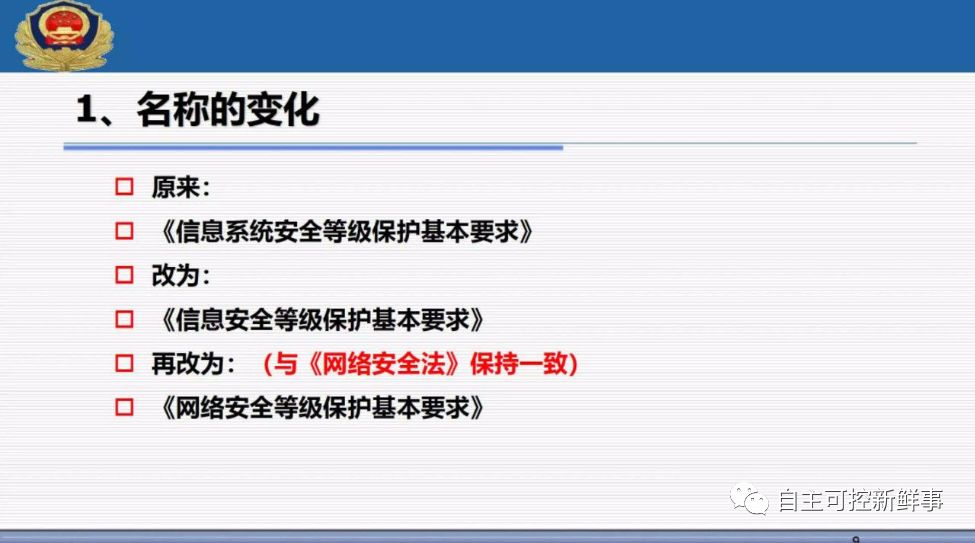 1、名称的变化
原来：
《信息系统安全等级保护基本要求》
改为：
《信息安全等级保护基本要求》
再改为：（与《网络安全法》保持一致）
《网络安全等级保护基本要求》
自主可控新鲜事
9